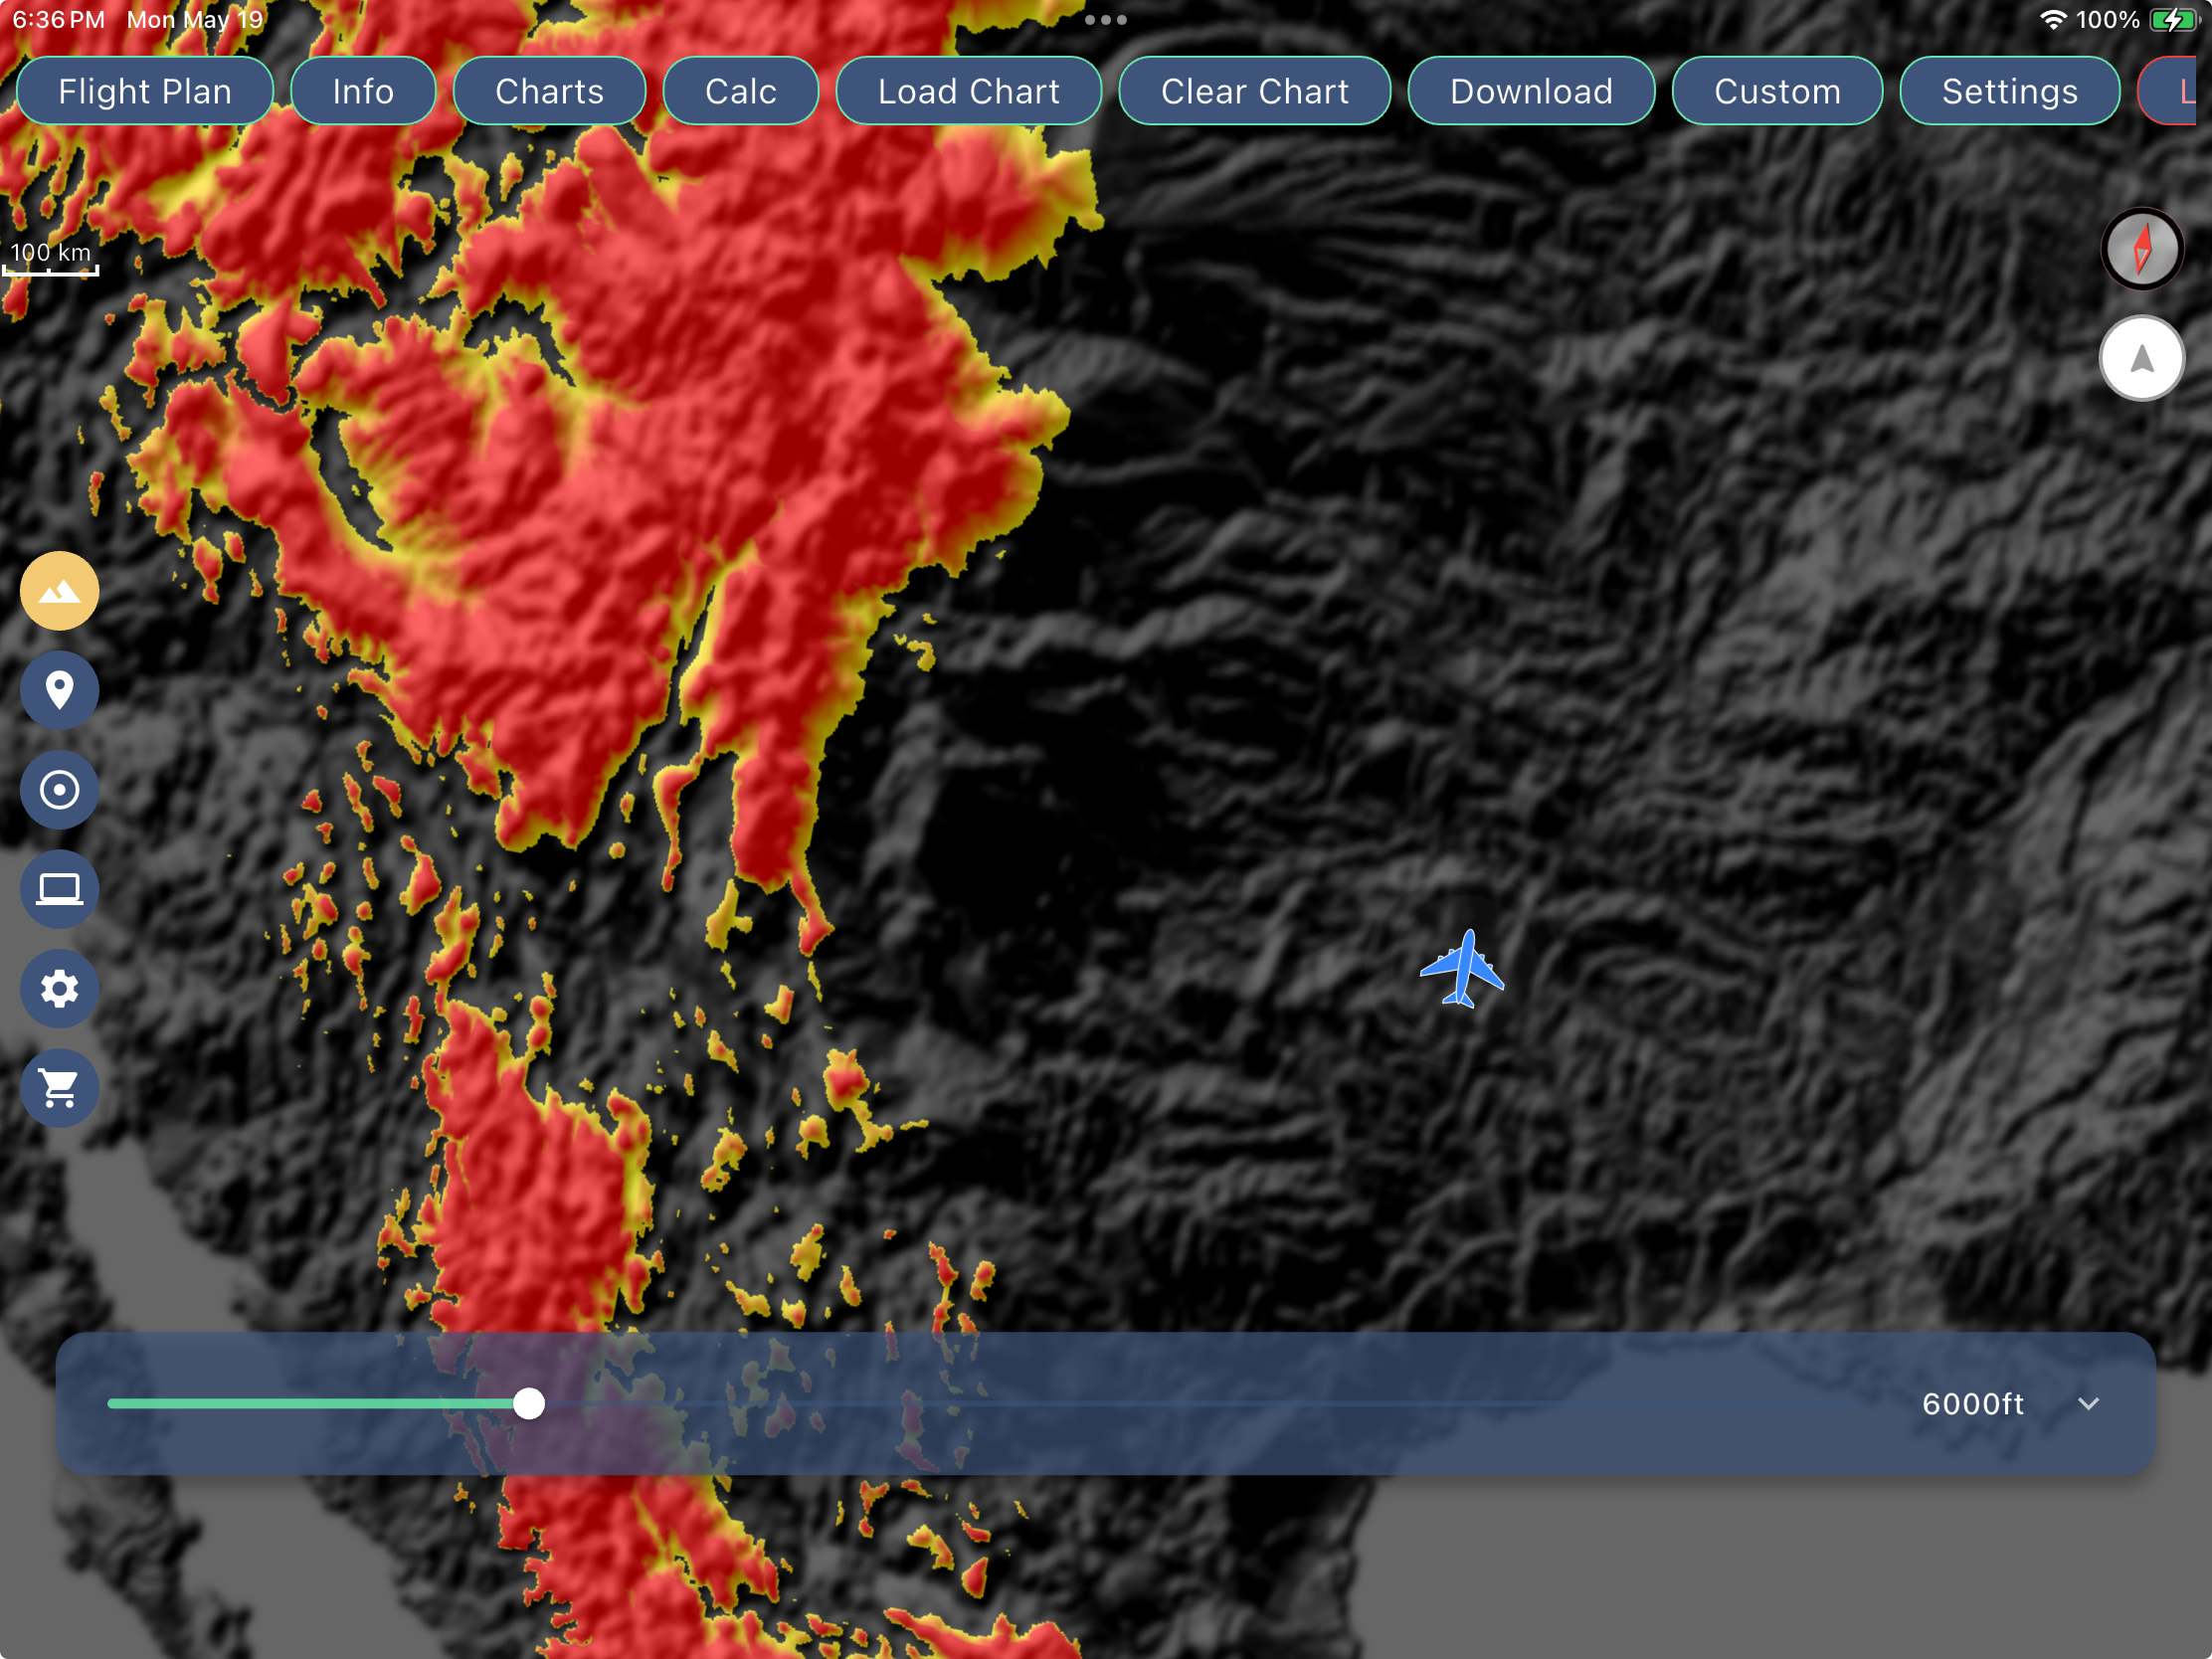 6:36 PM Mon May 19
100%
Flight Plan
Info
Charts
Calc
Load Chart
Clear Chart
Download
Custom
Settings
L
100 km
6000ft